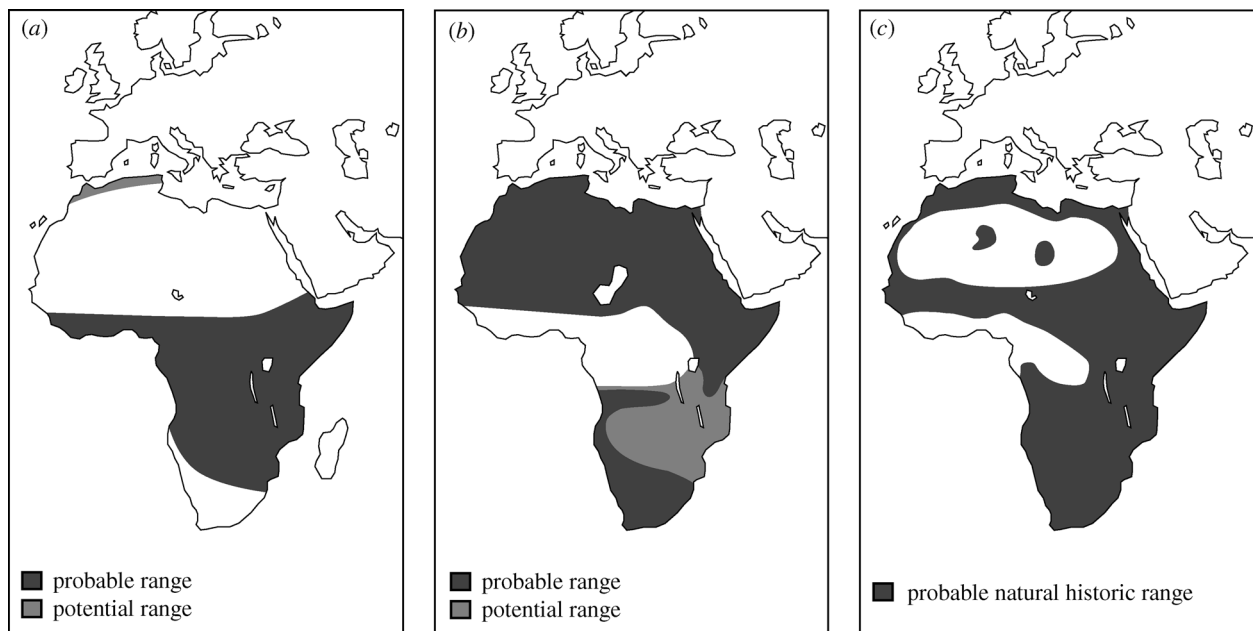 (a)
probable range
potential range
(b)
probable range
potential range
(c)
probable natural historic range